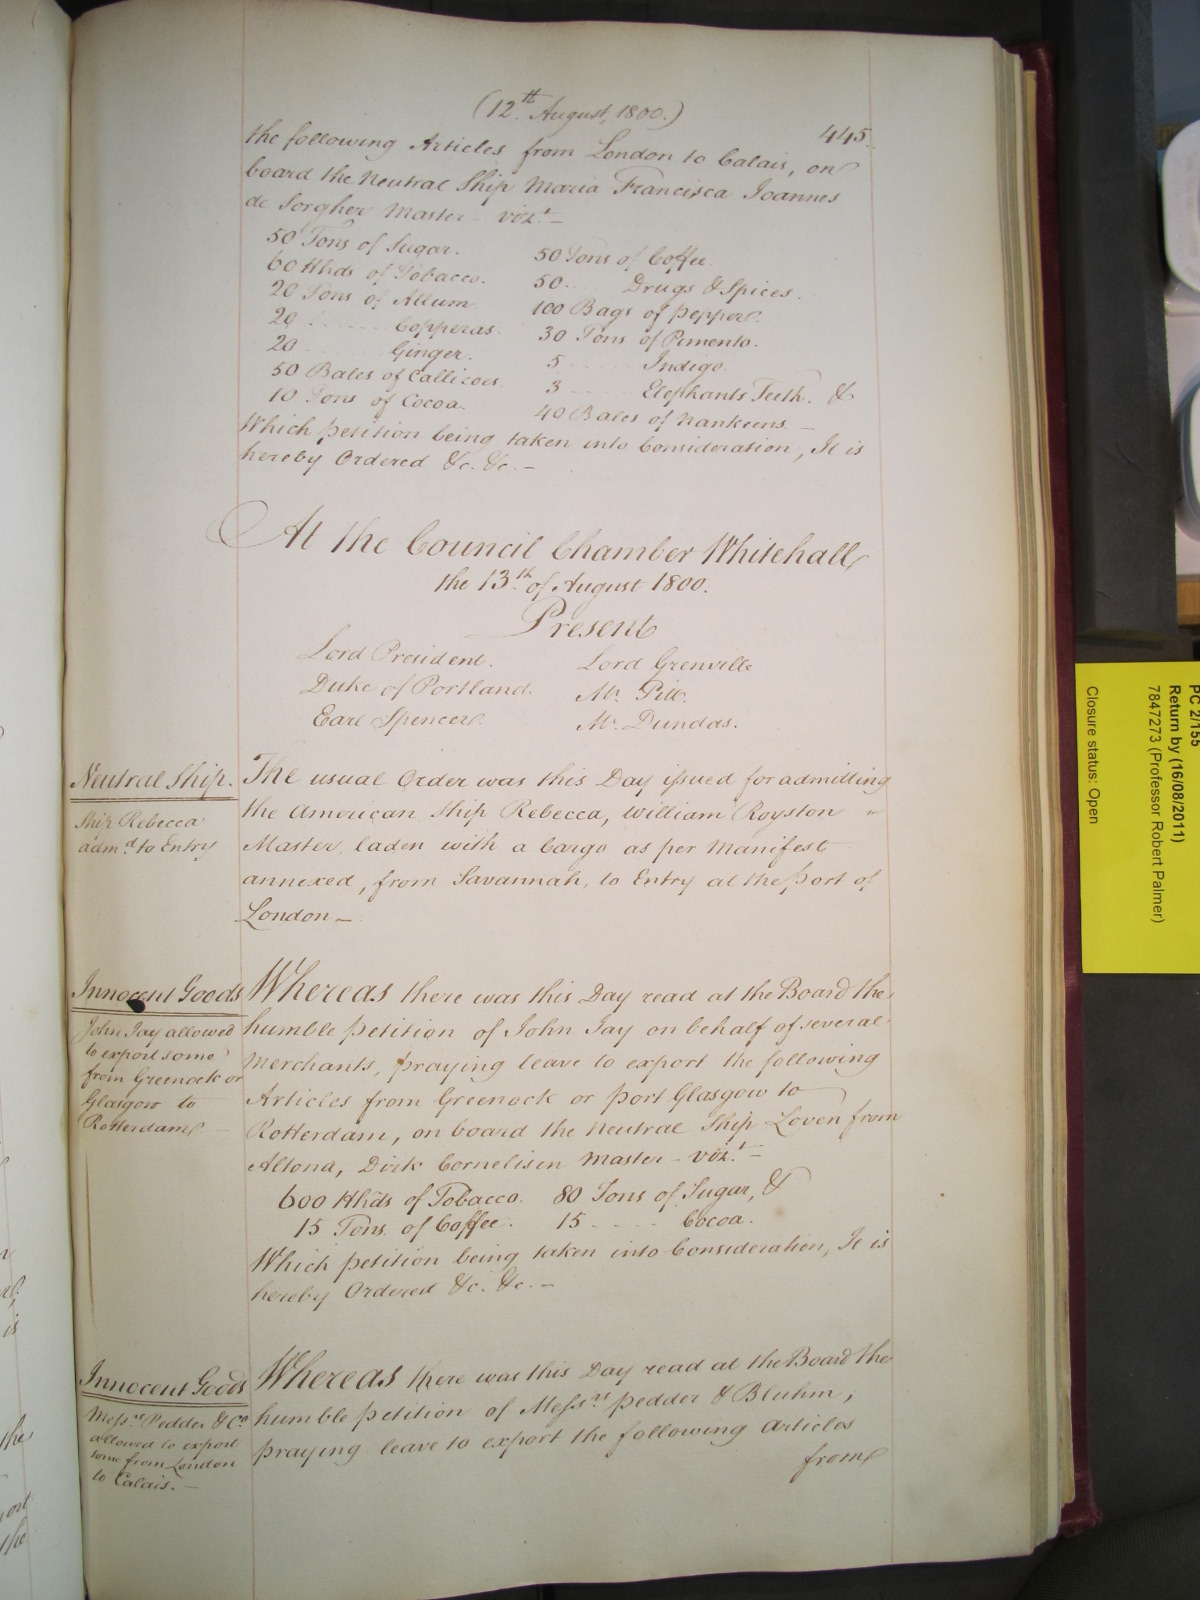 (12th. August, 1800.)
445.
the following Articles from London to Calais, on
board the Neutral Ship Maria Francisca Joannes
de Sorgher Master – vizt. –
50 Tons of Sugar. 50 Tons of Coffee.
60 Hhds of Tobacco. 50 ..... Drugs & Spices.
20 Tons of Allum. 100 Bags of Pepper.
20 ..... Copperas. 30 Tons of Pemento.
20 ..... Ginger. 5 ..... Indigo.
50 Bales of Callicoes. 3 ..... Elephants Teeth. &
10 Tons of Cocoa. 40 Bales of Nankeens. –
Which petition being taken into Consideration, It is
hereby Ordered &c. &c. –
At the Council Chamber Whitehall
the 13th. of August 1800.
Present
Lord President. Lord Grenville
Duke of Portland. Mr. Pitt.
Earl Spencer. Mr. Dundas.
Neutral Ship.
Ship Rebecca
admd. to Entry
The usual Order was this Day issued for admitting
the American Ship Rebecca, William Royston "
Master, laden with a Cargo as per Manifest
annexed, from Savannah, to Entry at the Port of
London –
Innocent Goods
John Jay allowed
to export some
from Greenock or
Glasgow to
Rotterdam. –
Whereas there was this Day read at the Board the
humble petition of John Jay on behalf of several
Merchants, praying leave to export the following
Articles from Greenock or Port Glasgow to
Rotterdam, on board the Neutral Ship Loven from
Altona, Dirk Cornelisen Master – vizt. –
600 Hhds of Tobacco. 80 Tons of Sugar, &
15 Tons of Coffee. 15 ..... Cocoa.
Which petition being taken into Consideration, It is
hereby Ordered &c. &c. –
Innocent Goods
Messrs. Pedder & Co.
allowed to export
some from London
to Calais. –
Whereas there was this Day read at the Board the
humble petition of Messrs. Pedder & Bluhm,
praying leave to export the following Articles
from
PC 2/155
Return by (16/08/2011)
7847273 (Professor Robert Palmer)
Closure status: Open